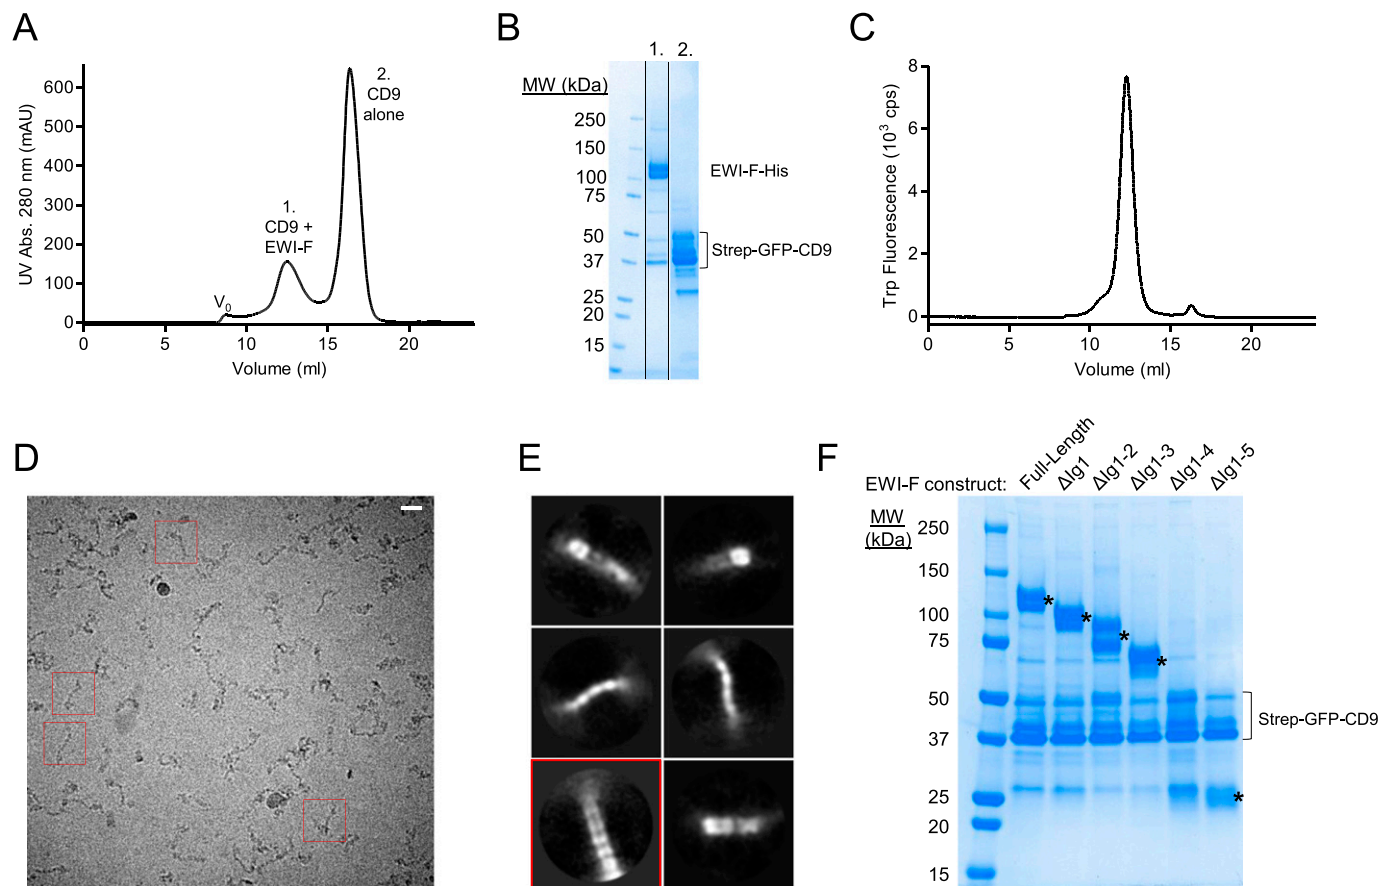 A
UV Abs. 280 nm (mAU)
600
500
400
300
200
100
0
0
5
10
15
20
Volume (ml)
V0
1.
CD9 +
EWI-F
2.
CD9
alone
B
1.
2.
MW (kDa)
250
150
100
75
50
37
25
20
15
EWI-F-His
Strep-GFP-CD9
C
Trp Fluorescence (10³ cps)
8
6
4
2
0
0
5
10
15
20
Volume (ml)
D
E
F
EWI-F construct:
Full-Length
ΔIg1
ΔIg1-2
ΔIg1-3
ΔIg1-4
ΔIg1-5
MW
(kDa)
250
150
100
75
50
37
25
20
15
*
*
*
*
*
Strep-GFP-CD9